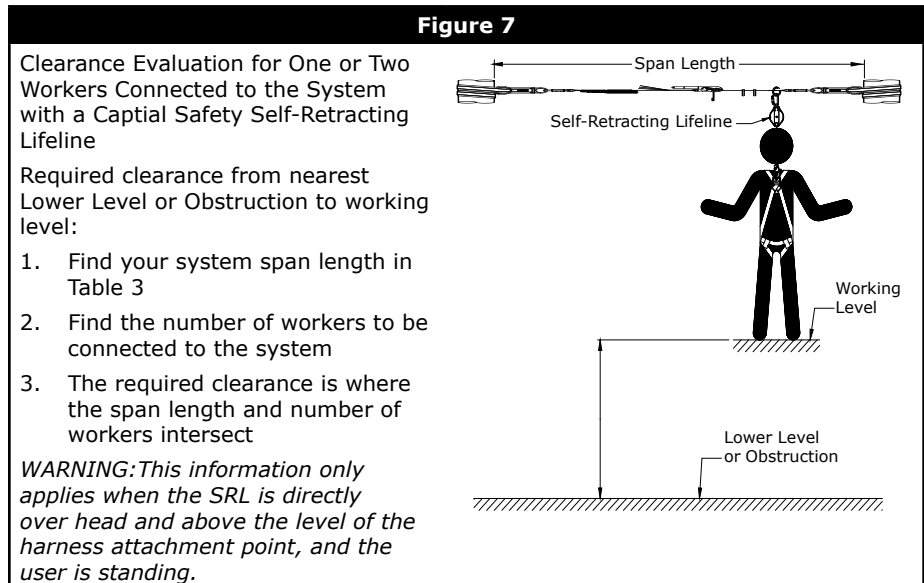 Figure 7
Clearance Evaluation for One or Two
Workers Connected to the System
with a Captial Safety Self-Retracting
Lifeline
Required clearance from nearest
Lower Level or Obstruction to working
level:
1. Find your system span length in
Table 3
2. Find the number of workers to be
connected to the system
3. The required clearance is where
the span length and number of
workers intersect
WARNING:This information only
applies when the SRL is directly
over head and above the level of the
harness attachment point, and the
user is standing.
Span Length
Self-Retracting Lifeline
Working
Level
Lower Level
or Obstruction